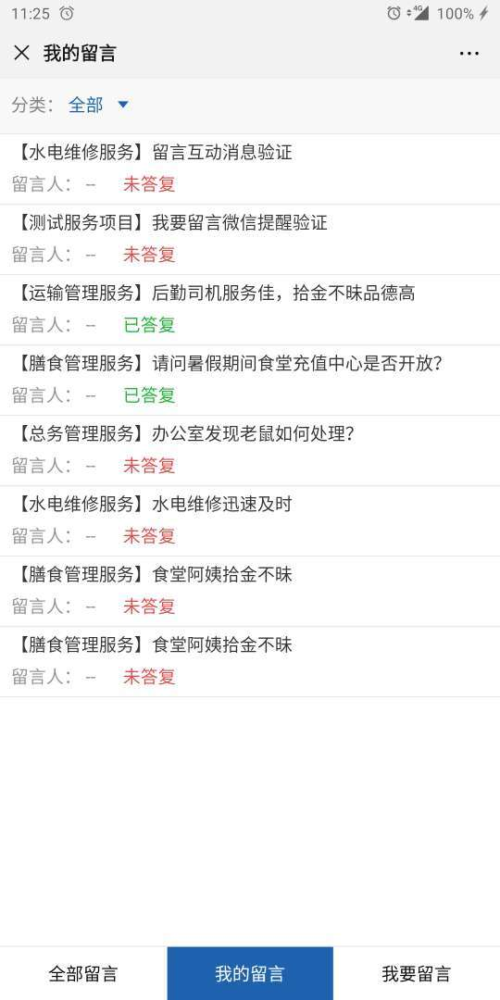 11:25 4G 100%
我的留言
分类： 全部
【水电维修服务】留言互动消息验证
留言人： -- 未答复
【测试服务项目】我要留言微信提醒验证
留言人： -- 未答复
【运输管理服务】后勤司机服务佳，拾金不昧品德高
留言人： -- 已答复
【膳食管理服务】请问暑假期间食堂充值中心是否开放？
留言人： -- 已答复
【总务管理服务】办公室发现老鼠如何处理？
留言人： -- 未答复
【水电维修服务】水电维修迅速及时
留言人： -- 未答复
【膳食管理服务】食堂阿姨拾金不昧
留言人： -- 未答复
【膳食管理服务】食堂阿姨拾金不昧
留言人： -- 未答复
全部留言 我的留言 我要留言